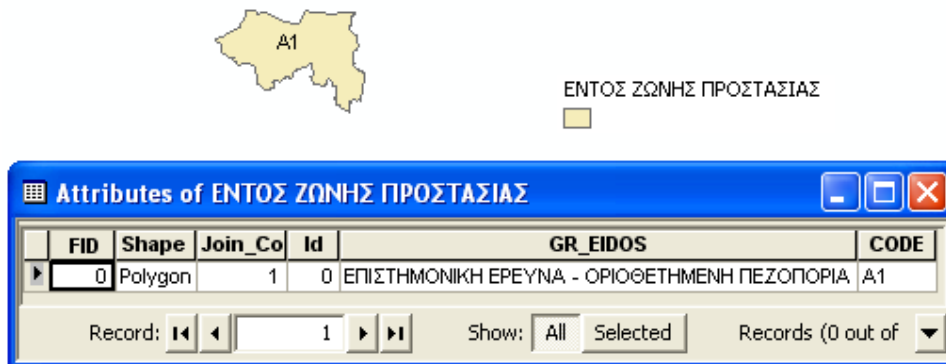 A1
ΕΝΤΟΣ ΖΩΝΗΣ ΠΡΟΣΤΑΣΙΑΣ
Attributes of ΕΝΤΟΣ ΖΩΝΗΣ ΠΡΟΣΤΑΣΙΑΣ
FID Shape Join_Co Id GR_EIDOS CODE
0 Polygon 1 0 ΕΠΙΣΤΗΜΟΝΙΚΗ ΕΡΕΥΝΑ - ΟΡΙΟΘΕΤΗΜΕΝΗ ΠΕΖΟΠΟΡΙΑ A1
Record: 1 Show: All Selected Records (0 out of